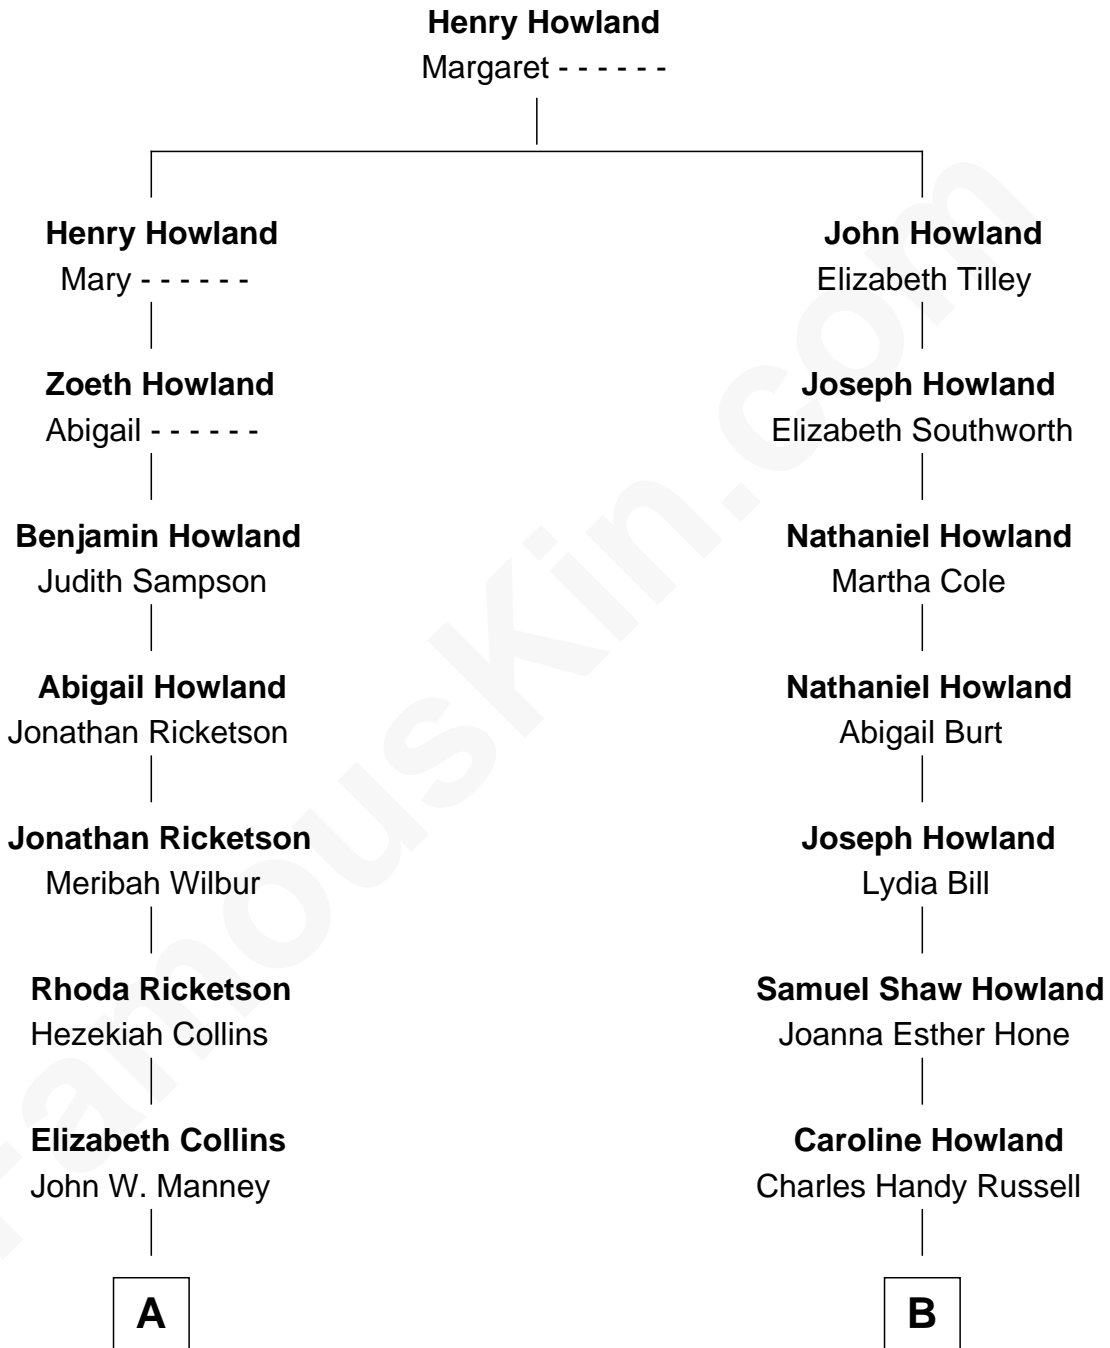 Henry Howland
Margaret - - - - - -
Henry Howland
Mary - - - - - -
John Howland
Elizabeth Tilley
Zoeth Howland
Abigail - - - - - -
Joseph Howland
Elizabeth Southworth
Benjamin Howland
Judith Sampson
Nathaniel Howland
Martha Cole
Abigail Howland
Jonathan Ricketson
Nathaniel Howland
Abigail Burt
Jonathan Ricketson
Meribah Wilbur
Joseph Howland
Lydia Bill
Rhoda Ricketson
Hezekiah Collins
Samuel Shaw Howland
Joanna Esther Hone
Elizabeth Collins
John W. Manney
Caroline Howland
Charles Handy Russell
A
B
FamousKin.com